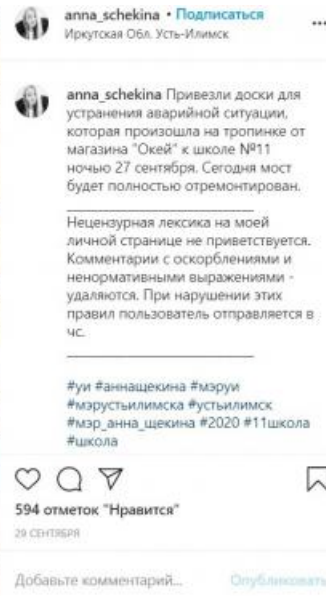 anna_schekina • Подписаться
Иркутская Обл. Усть-Илимск
anna_schekina Привезли доски для
устранения аварийной ситуации,
которая произошла на тропинке от
магазина "Окей" к школе №11
ночью 27 сентября. Сегодня мост
будет полностью отремонтирован.
Нецензурная лексика на моей
личной странице не приветствуется.
Комментарии с оскорблениями и
ненормативными выражениями -
удаляются. При нарушении этих
правил пользователь отправляется в
чс.
#уи #аннащекина #мэруи
#мэрустьилимска #устьилимск
#мэр_анна_щекина #2020 #11школа
#школа
594 отметок "Нравится"
29 СЕНТЯБРЯ
Добавьте комментарий... Опубликовать